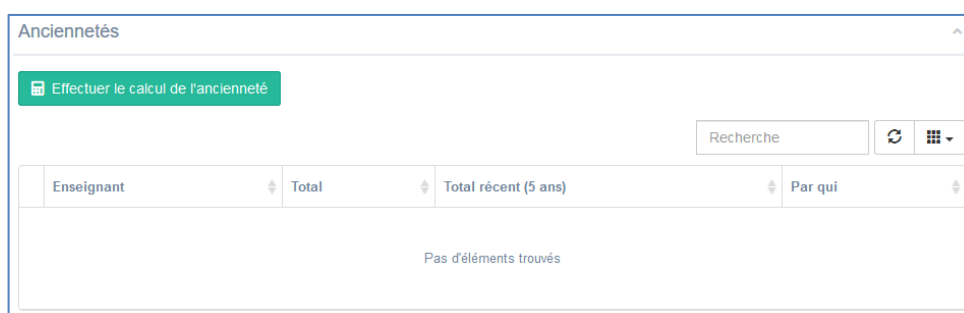 Anciennetés
Effectuer le calcul de l'ancienneté
Recherche
Enseignant Total Total récent (5 ans) Par qui
Pas d'éléments trouvés